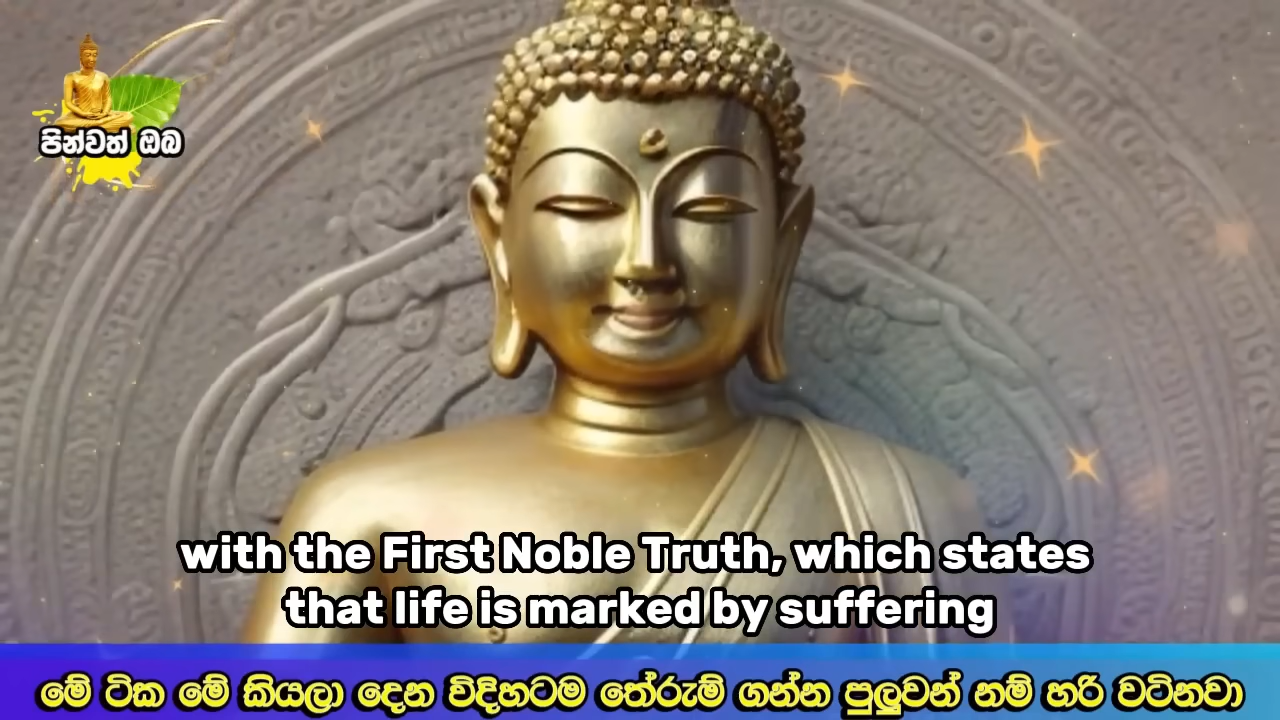 පින්වත් ඔබ
with the First Noble Truth, which states
that life is marked by suffering
මේ ටික මේ කියලා දෙන විදිහටම තේරුම් ගන්න පුලුවන් නම් හරි වටිනවා